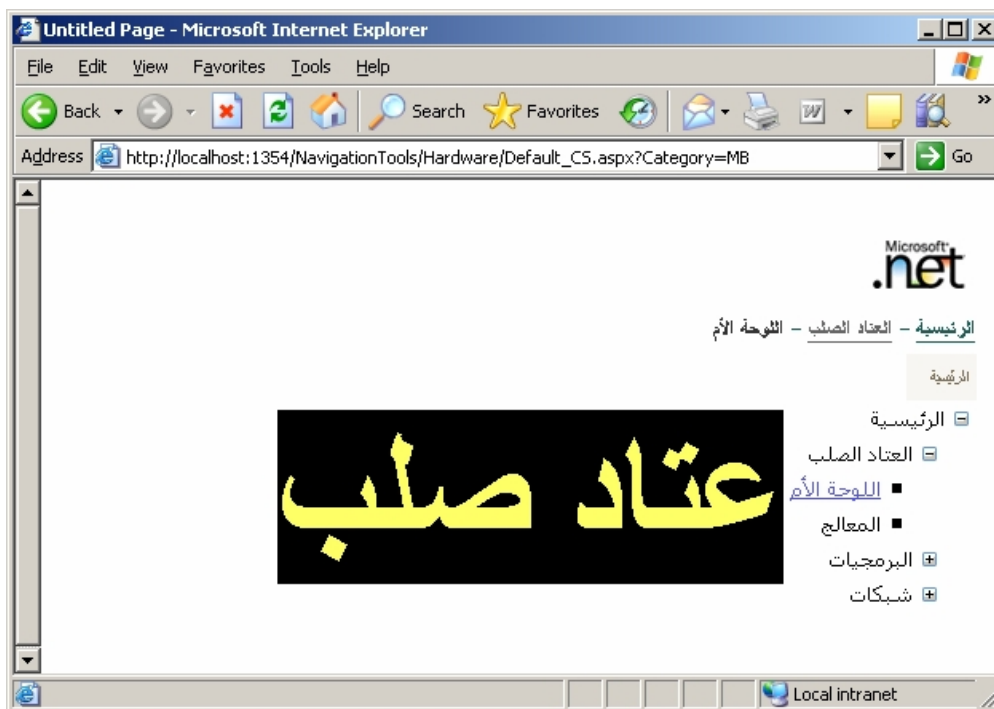 Untitled Page - Microsoft Internet Explorer
File Edit View Favorites Tools Help
Back Search Favorites W »
Address http://localhost:1354/NavigationTools/Hardware/Default_CS.aspx?Category=MB Go
Microsoft
.net
الرئيسية – العتاد الصلب – اللوحة الأم
الرئيسية
الرئيسية
العتاد الصلب
اللوحة الأم
المعالج
البرمجيات
شبكات
عتاد صلب
Local intranet